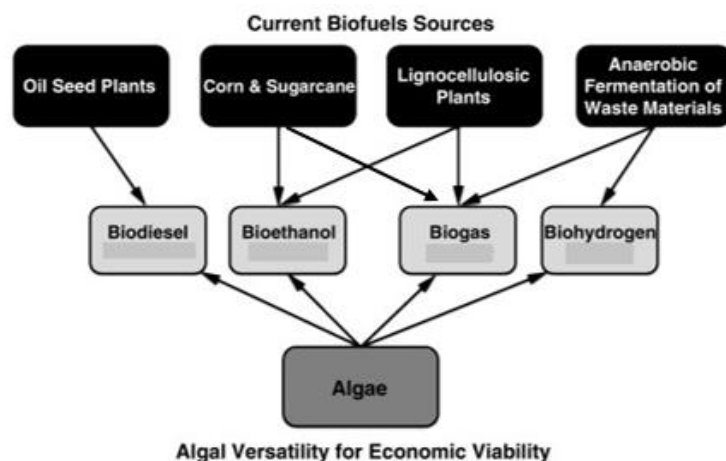 Current Biofuels Sources
Oil Seed Plants
Corn & Sugarcane
Lignocellulosic
Plants
Anaerobic
Fermentation of
Waste Materials
Biodiesel
Bioethanol
Biogas
Biohydrogen
Algae
Algal Versatility for Economic Viability